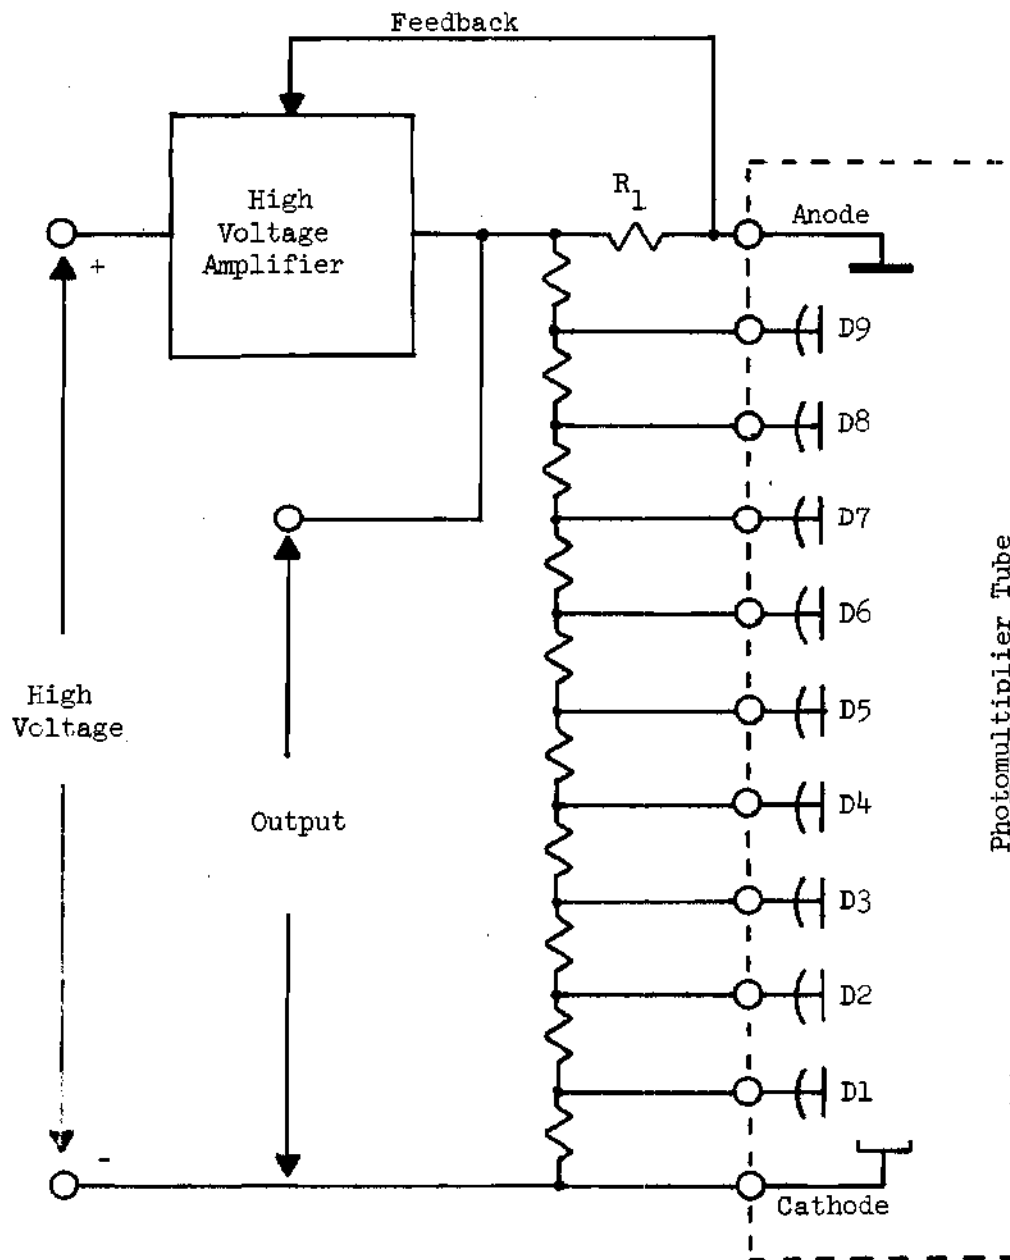 Feedback
R1
High
Voltage
Amplifier
+
Anode
D9
D8
D7
D6
D5
D4
D3
D2
D1
High
Voltage
Output
-
Cathode
Photomultiplier Tube